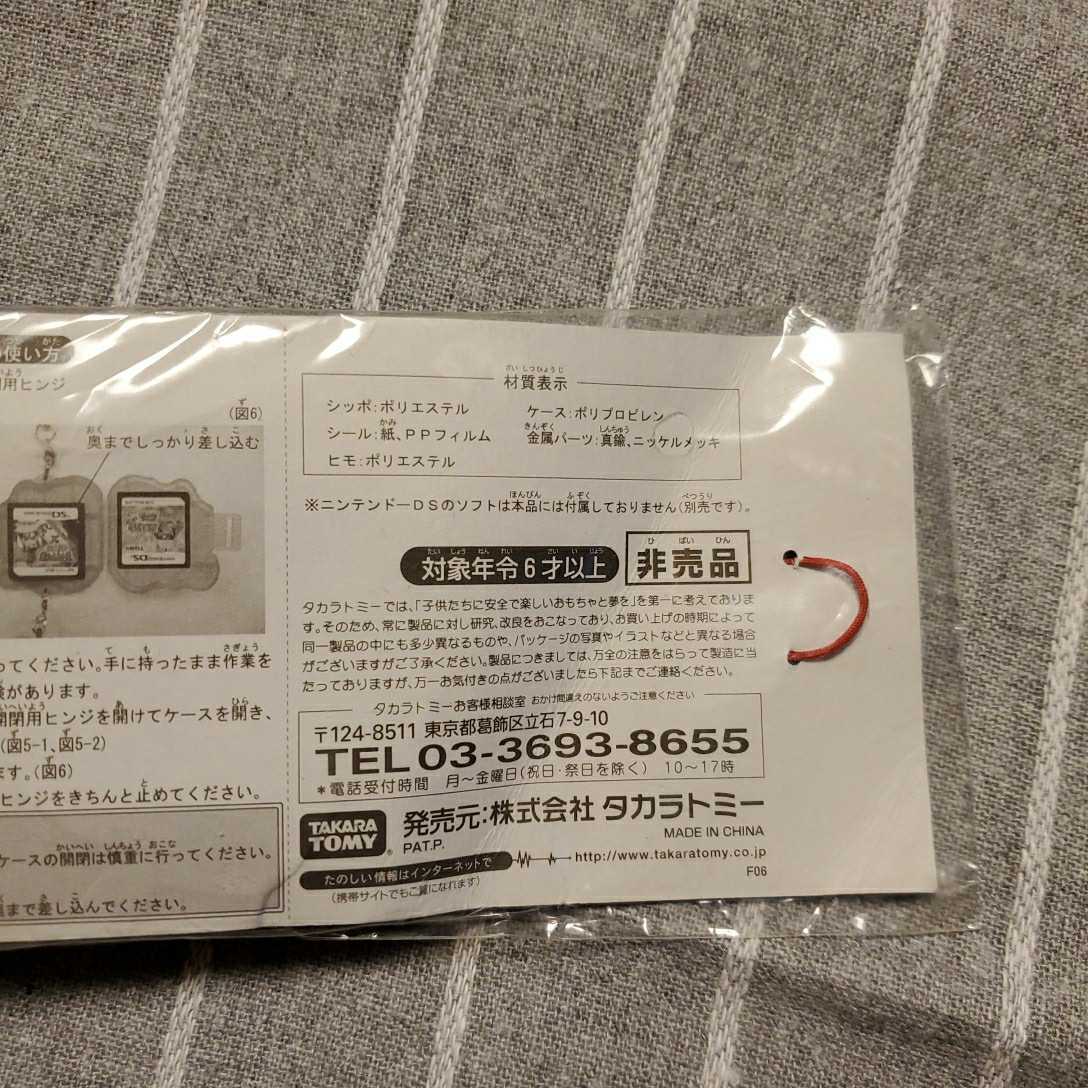 使い方
用ヒンジ
(図6)
奥までしっかり差し込む
ってください。手に持ったまま作業を
があります。
開閉用ヒンジを開けてケースを開き、
(図5-1、図5-2)
ます。(図6)
ヒンジをきちんと止めてください。
ケースの開閉は慎重に行ってください。
まで差し込んでください。
材質表示
シッポ:ポリエステル
ケース:ポリプロピレン
シール:紙、PPフィルム
金属パーツ:真鍮、ニッケルメッキ
ヒモ:ポリエステル
※ニンテンドーDSのソフトは本品には付属しておりません(別売です)。
対象年令6才以上
非売品
タカラトミーでは、「子供たちに安全で楽しいおもちゃと夢を」を第一に考えておりま
す。そのため、常に製品に対し研究、改良をおこなっており、お買い上げの時期によって
同一製品の中にも多少異なるものや、パッケージの写真やイラストなどと異なる場合
がございますがご了承ください。製品につきましては、万全の注意をはらって製造に当
たっておりますが、万一お気付きの点がございましたら下記までご連絡ください。
タカラトミーお客様相談室 おかけ間違えのないようご注意ください
〒124-8511 東京都葛飾区立石7-9-10
TEL 03-3693-8655
*電話受付時間 月〜金曜日(祝日・祭日を除く) 10〜17時
TAKARA TOMY
発売元:株式会社 タカラトミー
PAT.P.
MADE IN CHINA
たのしい情報はインターネットで
http://www.takaratomy.co.jp
(携帯サイトでもご覧になれます)
F06